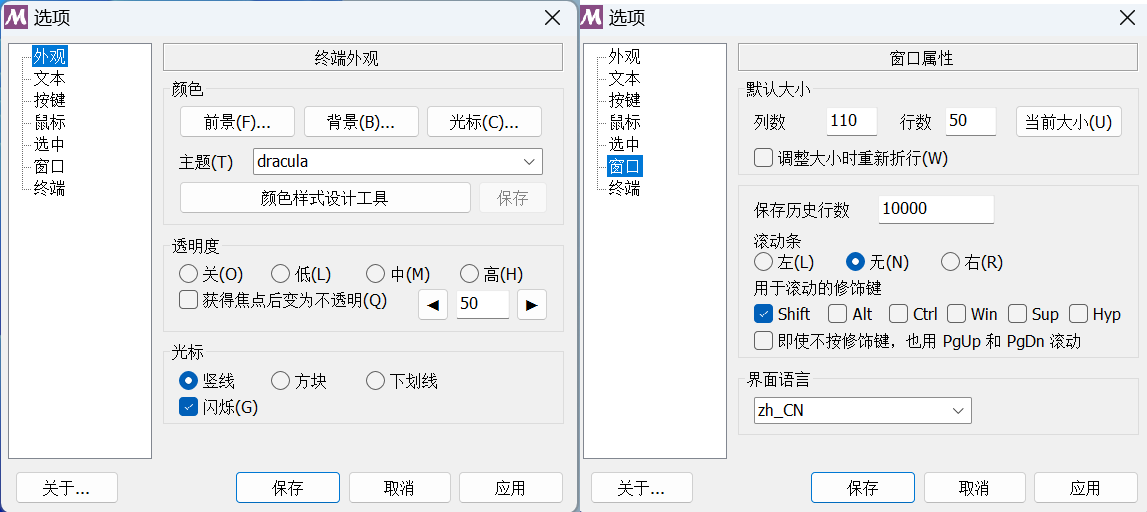 选项
外观
文本
按键
鼠标
选中
窗口
终端
终端外观
颜色
前景(F)... 背景(B)... 光标(C)...
主题(T) dracula
颜色样式设计工具 保存
透明度
关(O) 低(L) 中(M) 高(H)
获得焦点后变为不透明(Q) 50
光标
竖线 方块 下划线
闪烁(G)
关于... 保存 取消 应用
选项
外观
文本
按键
鼠标
选中
窗口
终端
窗口属性
默认大小
列数 110 行数 50 当前大小(U)
调整大小时重新折行(W)
保存历史行数 10000
滚动条
左(L) 无(N) 右(R)
用于滚动的修饰键
Shift Alt Ctrl Win Sup Hyp
即使不按修饰键，也用 PgUp 和 PgDn 滚动
界面语言
zh_CN
关于... 保存 取消 应用